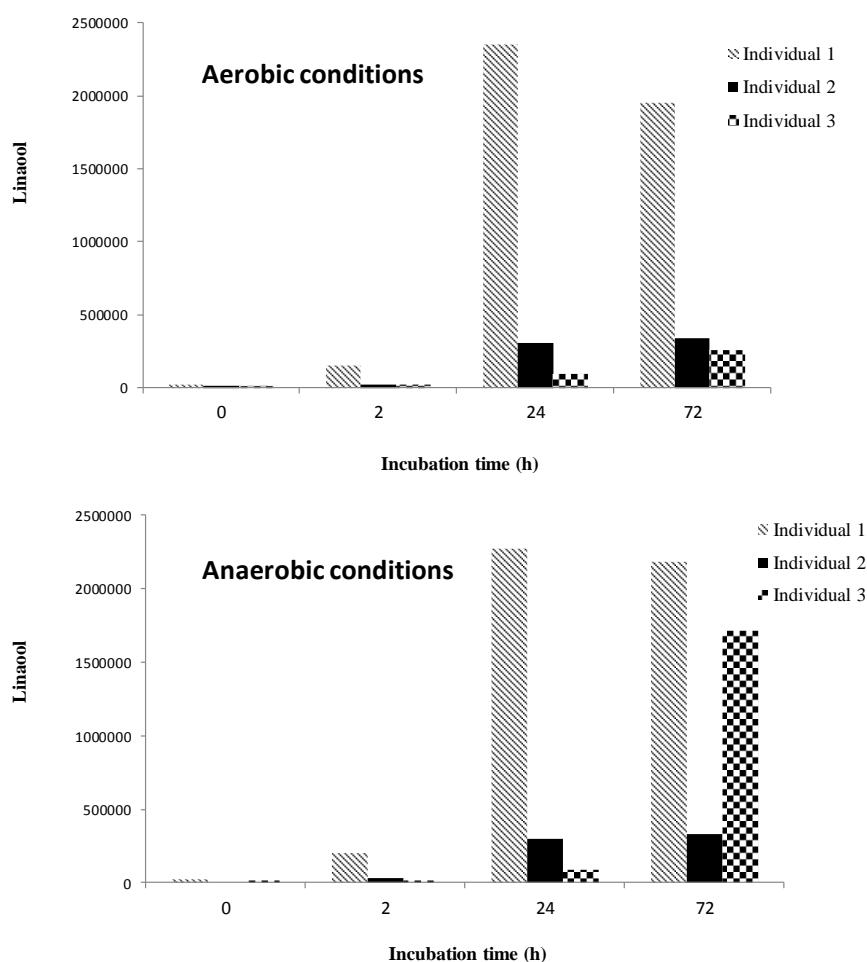 2500000
2000000
1500000
1000000
500000
0
Linaool
Aerobic conditions
Individual 1
Individual 2
Individual 3
0 2 24 72
Incubation time (h)
2500000
2000000
1500000
1000000
500000
0
Linaool
Anaerobic conditions
Individual 1
Individual 2
Individual 3
0 2 24 72
Incubation time (h)